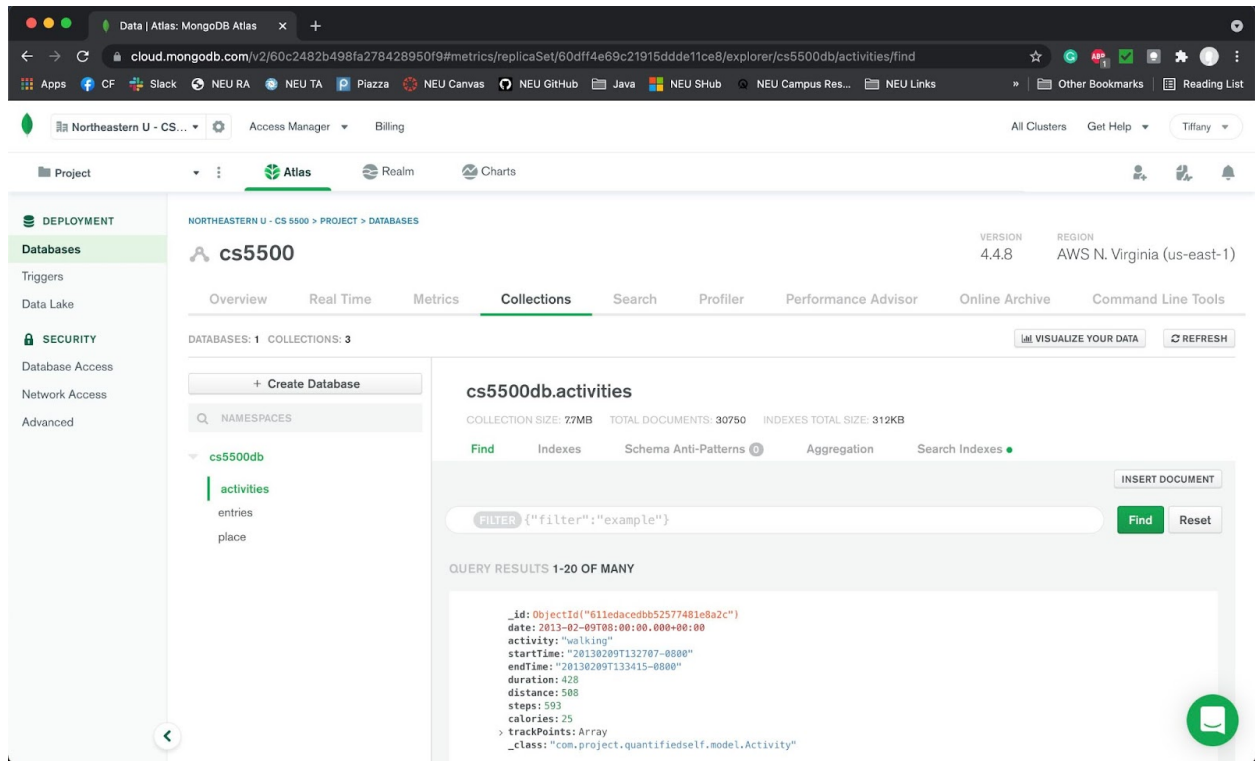 Data | Atlas: MongoDB Atlas
cloud.mongodb.com/v2/60c2482b498fa278428950f9#metrics/replicaSet/60dff4e69c21915ddde11ce8/explorer/cs5500db/activities/find
ABP 1
Apps CF Slack NEU RA NEU TA Piazza NEU Canvas NEU GitHub Java NEU SHub NEU Campus Res... NEU Links » Other Bookmarks Reading List
Northeastern U - CS... Access Manager Billing All Clusters Get Help Tiffany
Project Atlas Realm Charts
DEPLOYMENT
Databases
Triggers
Data Lake
SECURITY
Database Access
Network Access
Advanced
NORTHEASTERN U - CS 5500 > PROJECT > DATABASES
cs5500
VERSION REGION
4.4.8 AWS N. Virginia (us-east-1)
Overview Real Time Metrics Collections Search Profiler Performance Advisor Online Archive Command Line Tools
DATABASES: 1 COLLECTIONS: 3 VISUALIZE YOUR DATA REFRESH
+ Create Database
NAMESPACES
cs5500db
activities
entries
place
cs5500db.activities
COLLECTION SIZE: 7.7MB TOTAL DOCUMENTS: 30750 INDEXES TOTAL SIZE: 312KB
Find Indexes Schema Anti-Patterns 0 Aggregation Search Indexes
INSERT DOCUMENT
FILTER {"filter":"example"} Find Reset
QUERY RESULTS 1-20 OF MANY
_id: ObjectId("611edacedbb52577481e8a2c")
date: 2013-02-09T08:00:00.000+00:00
activity: "walking"
startTime: "20130209T132707-0800"
endTime: "20130209T133415-0800"
duration: 428
distance: 508
steps: 593
calories: 25
> trackPoints: Array
_class: "com.project.quantifiedself.model.Activity"